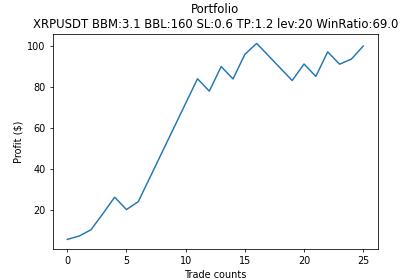 Portfolio
XRPUSDT BBM:3.1 BBL:160 SL:0.6 TP:1.2 lev:20 WinRatio:69.0
100
80
60
40
20
Profit ($)
0 5 10 15 20 25
Trade counts